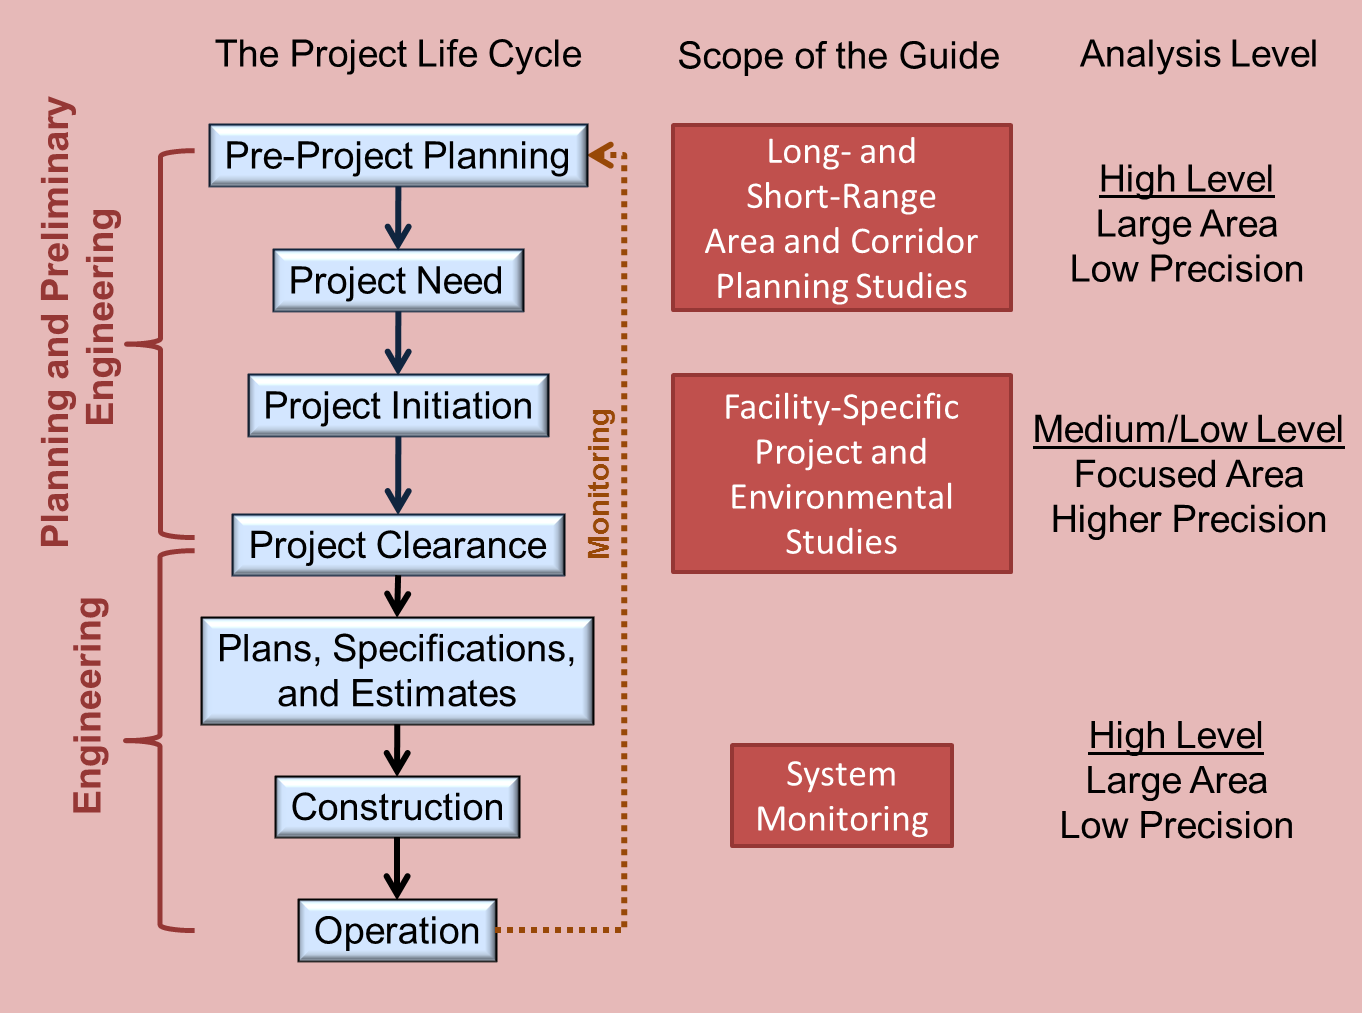 The Project Life Cycle
Scope of the Guide
Analysis Level
Planning and Preliminary
Engineering
Engineering
Pre-Project Planning
Project Need
Project Initiation
Project Clearance
Plans, Specifications,
and Estimates
Construction
Operation
Monitoring
Long- and
Short-Range
Area and Corridor
Planning Studies
High Level
Large Area
Low Precision
Facility-Specific
Project and
Environmental
Studies
Medium/Low Level
Focused Area
Higher Precision
System
Monitoring
High Level
Large Area
Low Precision